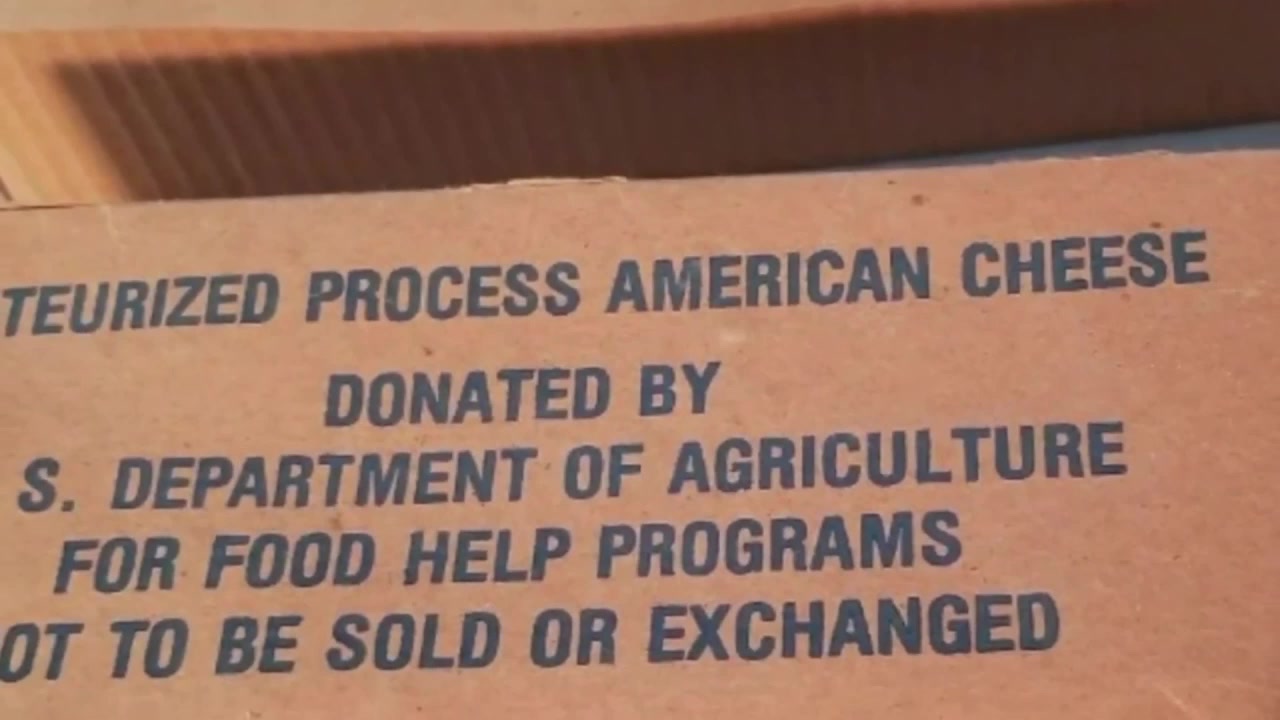 TEURIZED PROCESS AMERICAN CHEESE
DONATED BY
S. DEPARTMENT OF AGRICULTURE
FOR FOOD HELP PROGRAMS
OT TO BE SOLD OR EXCHANGED